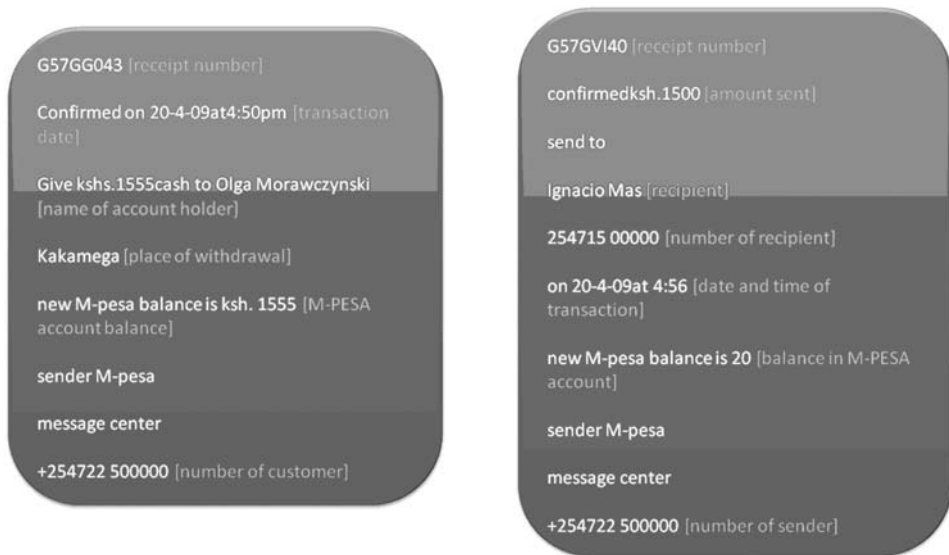 G57GG043 [receipt number]
Confirmed on 20-4-09at4:50pm [transaction
date]
Give kshs.1555cash to Olga Morawczynski
[name of account holder]
Kakamega [place of withdrawal]
new M-pesa balance is ksh. 1555 [M-PESA
account balance]
sender M-pesa
message center
+254722 500000 [number of customer]
G57GVI40 [receipt number]
confirmedksh.1500 [amount sent]
send to
Ignacio Mas [recipient]
254715 00000 [number of recipient]
on 20-4-09at 4:56 [date and time of
transaction]
new M-pesa balance is 20 [balance in M-PESA
account]
sender M-pesa
message center
+254722 500000 [number of sender]